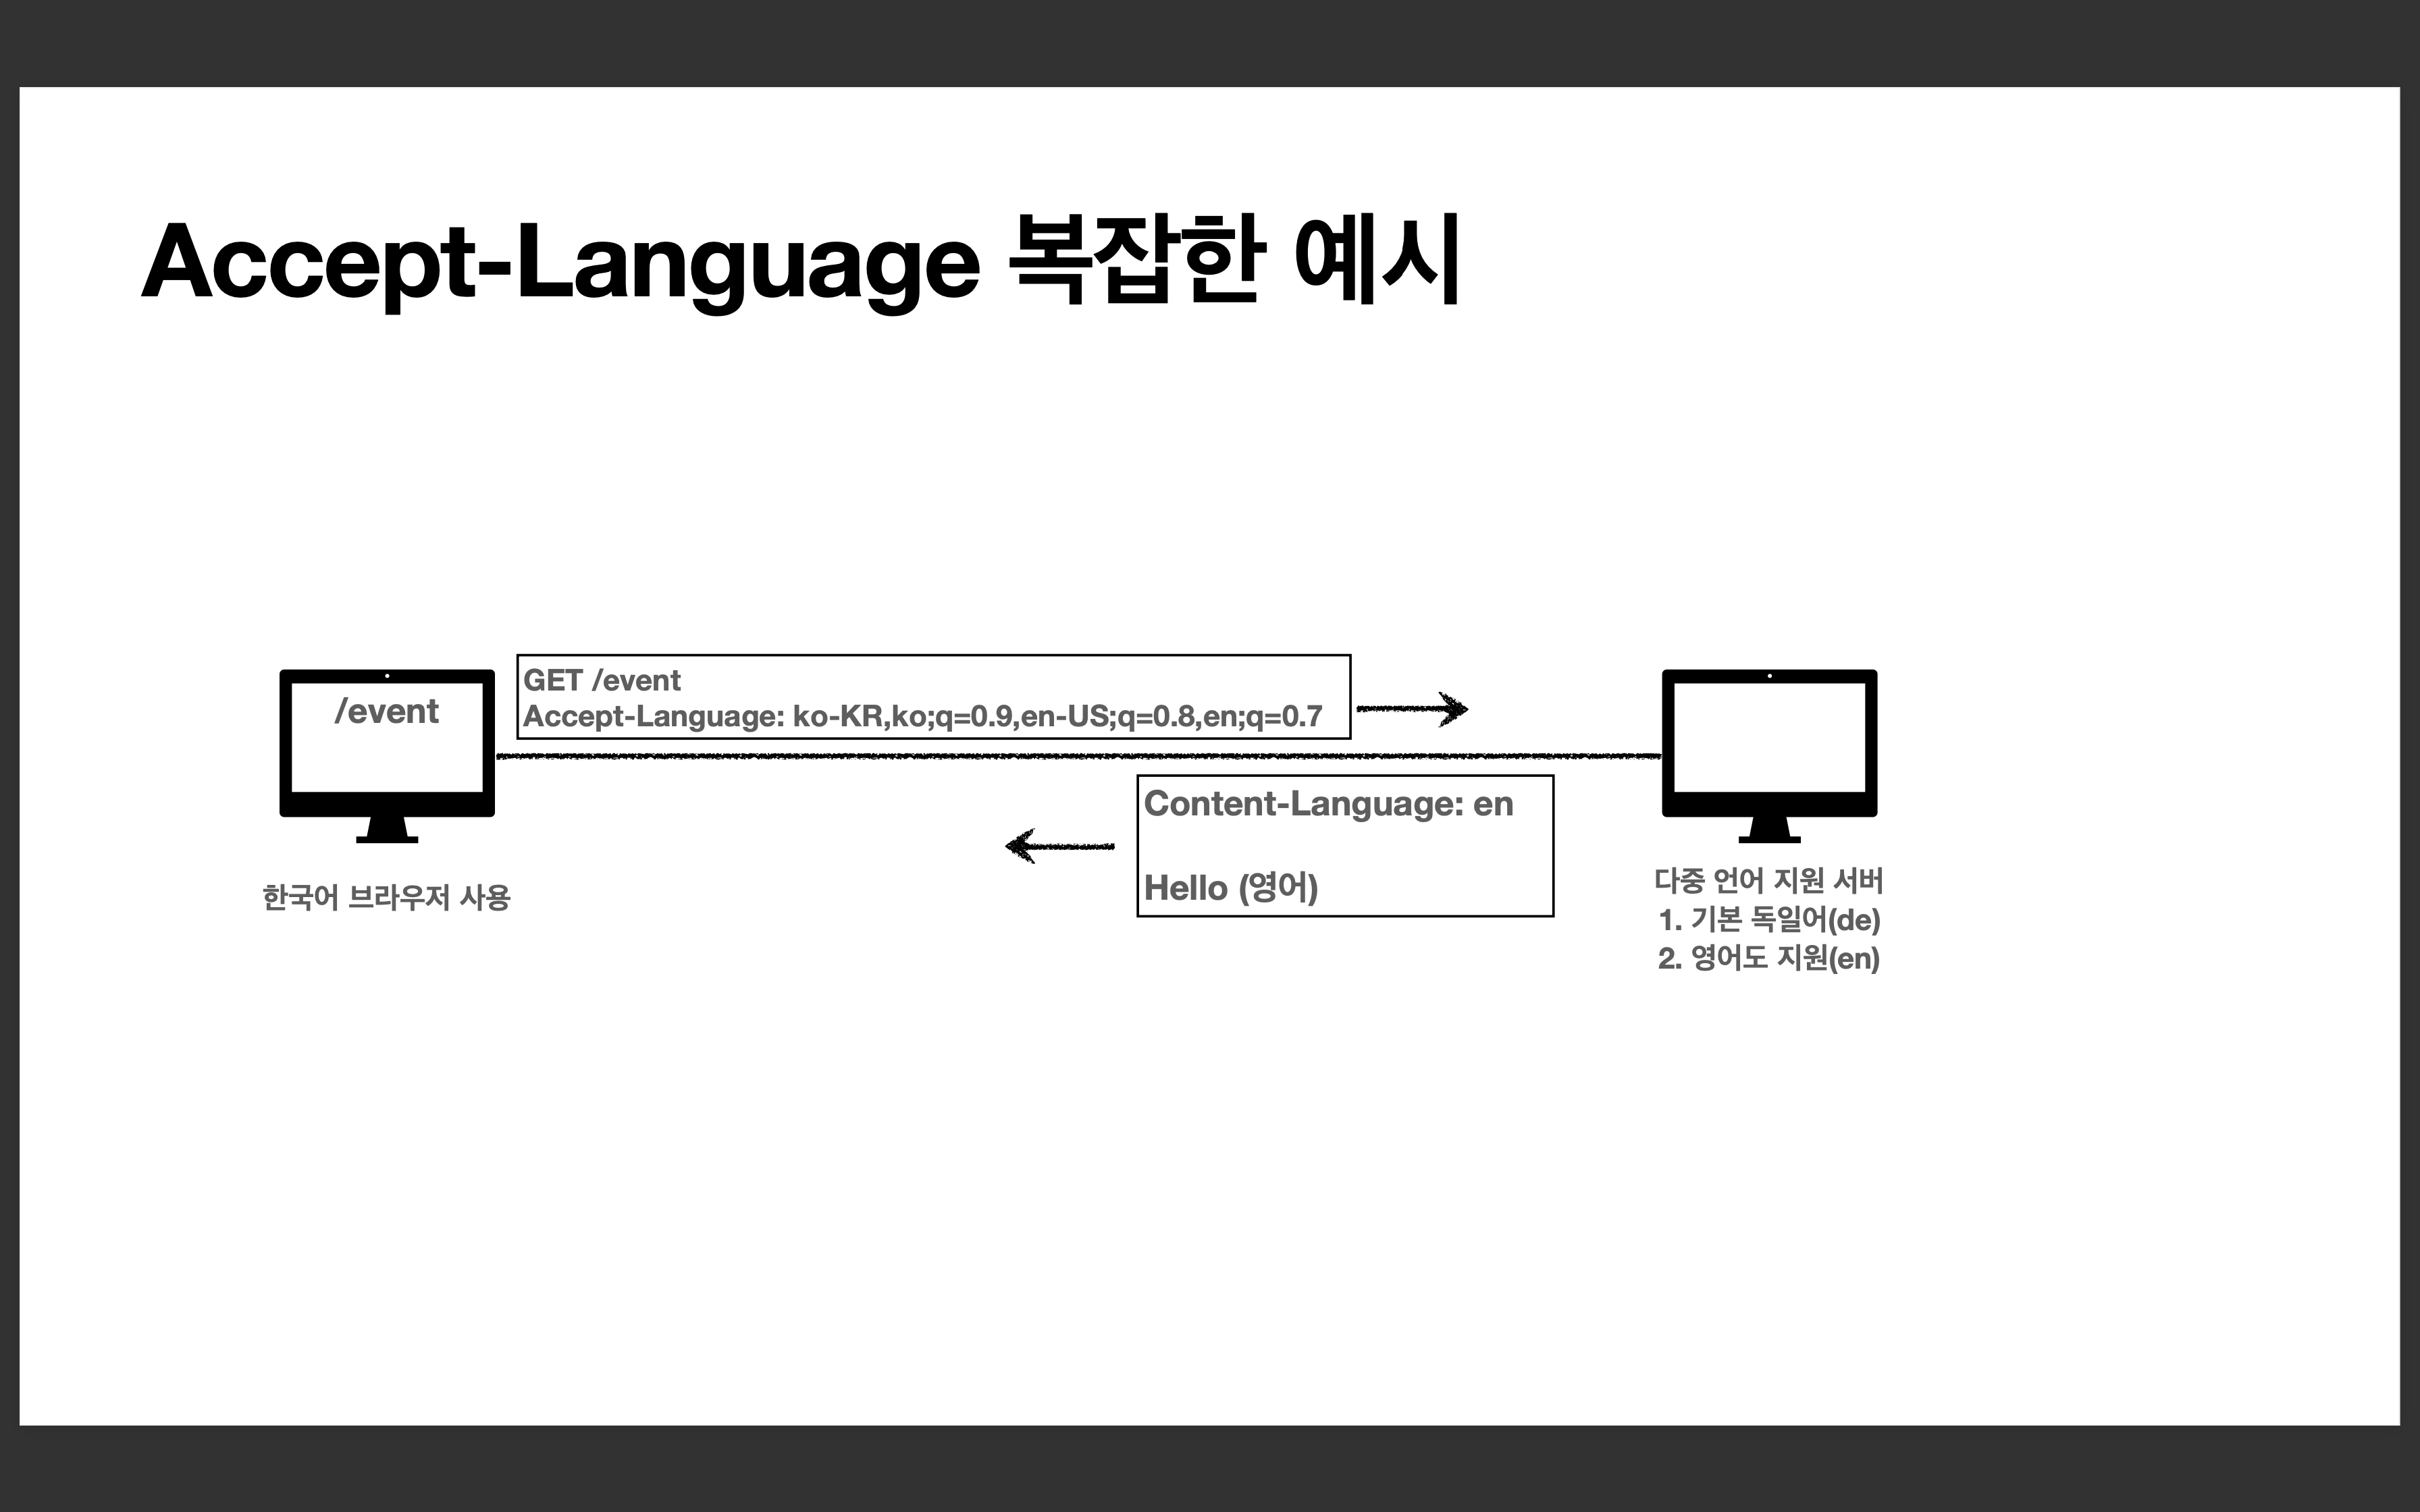 Accept-Language 복잡한 예시
/event
GET /event
Accept-Language: ko-KR,ko;q=0.9,en-US;q=0.8,en;q=0.7
Content-Language: en
Hello (영어)
한국어 브라우저 사용
다중 언어 지원 서버
1. 기본 독일어(de)
2. 영어도 지원(en)